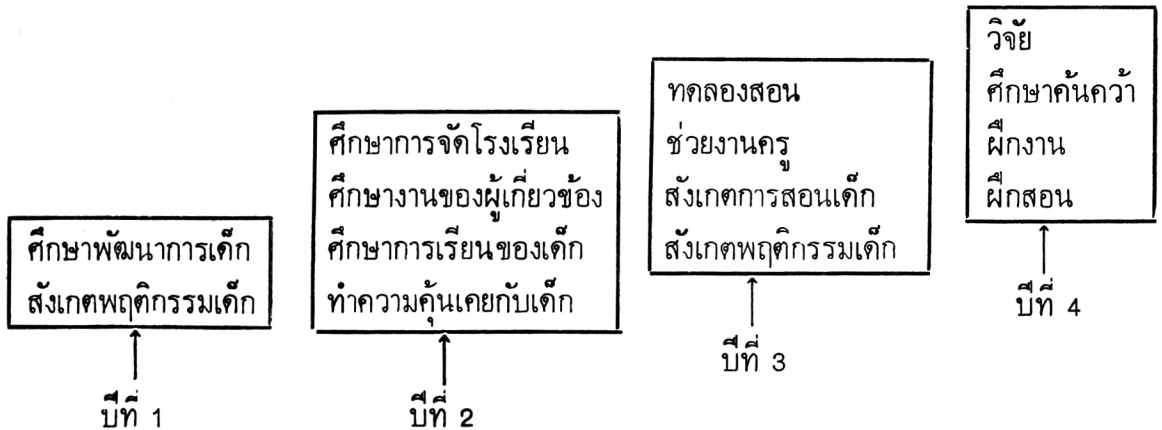 ศึกษาพัฒนาการเด็ก
สังเกตพฤติกรรมเด็ก
ปีที่ 1
ศึกษาการจัดโรงเรียน
ศึกษางานของผู้เกี่ยวข้อง
ศึกษาการเรียนของเด็ก
ทำความคุ้นเคยกับเด็ก
ปีที่ 2
ทดลองสอน
ช่วยงานครู
สังเกตการสอนเด็ก
สังเกตพฤติกรรมเด็ก
ปีที่ 3
วิจัย
ศึกษาค้นคว้า
ฝึกงาน
ฝึกสอน
ปีที่ 4